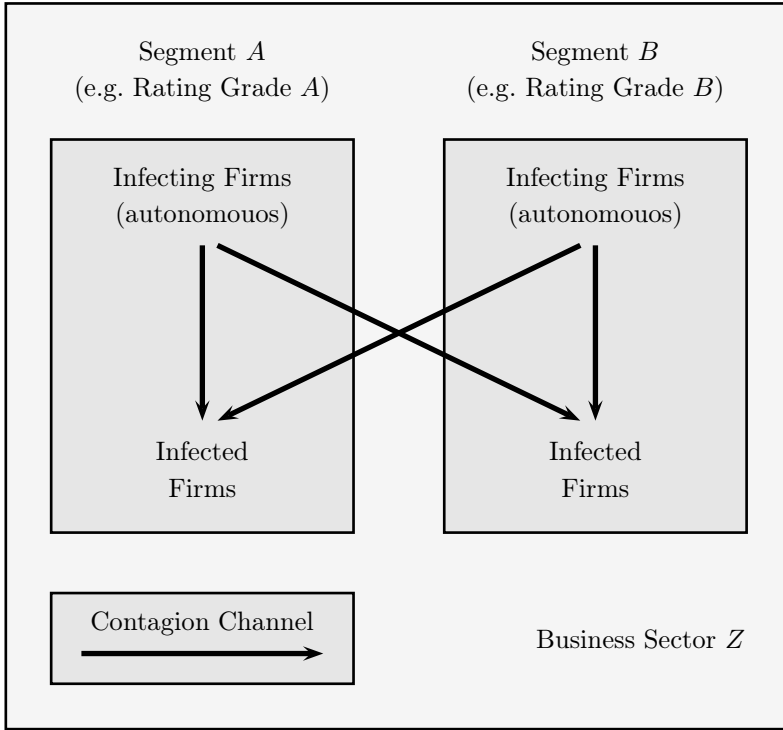 Segment A
(e.g. Rating Grade A)
Infecting Firms
(autonomouos)
Infected
Firms
Segment B
(e.g. Rating Grade B)
Infecting Firms
(autonomouos)
Infected
Firms
Contagion Channel
Business Sector Z